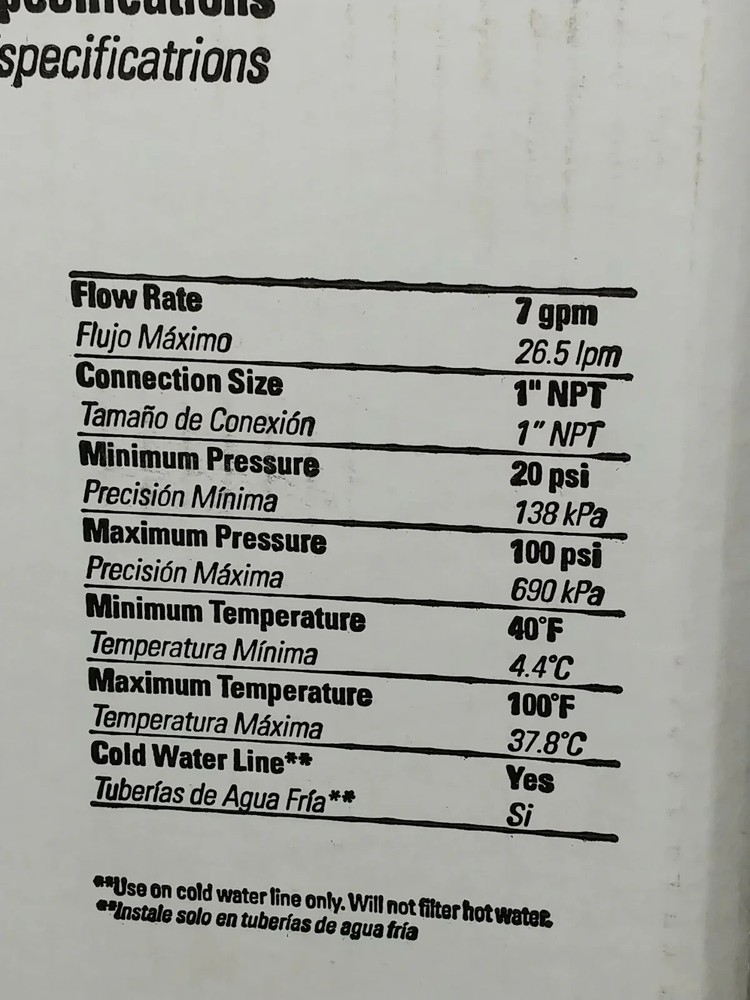 specificatrions
Flow Rate 7 gpm
Flujo Máximo 26.5 lpm
Connection Size 1" NPT
Tamaño de Conexión 1" NPT
Minimum Pressure 20 psi
Precisión Mínima 138 kPa
Maximum Pressure 100 psi
Precisión Máxima 690 kPa
Minimum Temperature 40°F
Temperatura Mínima 4.4°C
Maximum Temperature 100°F
Temperatura Máxima 37.8°C
Cold Water Line** Yes
Tuberías de Agua Fría** Si
**Use on cold water line only. Will not filter hot water.
**Instale solo en tuberías de agua fría